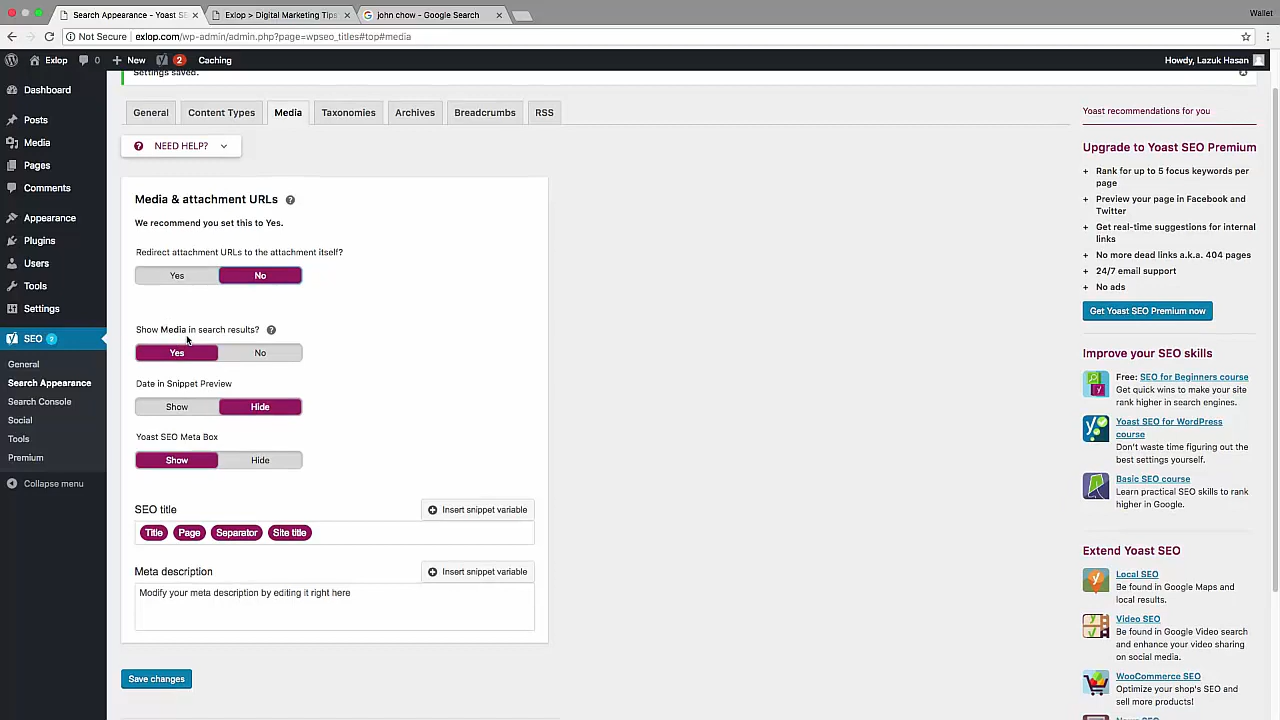 Search Appearance - Yoast SE
Exlop > Digital Marketing Tips
john chow - Google Search
Wallet
Not Secure
exlop.com/wp-admin/admin.php?page=wpseo_titles#top#media
Exlop
0
New
2
Caching
Howdy, Lazuk Hasan
Dashboard
Posts
Media
Pages
Comments
Appearance
Plugins
Users
Tools
Settings
SEO
General
Search Appearance
Search Console
Social
Tools
Premium
Collapse menu
Settings saved.
General
Content Types
Media
Taxonomies
Archives
Breadcrumbs
RSS
NEED HELP?
Media & attachment URLs
We recommend you set this to Yes.
Redirect attachment URLs to the attachment itself?
Yes
No
Show Media in search results?
Yes
No
Date in Snippet Preview
Show
Hide
Yoast SEO Meta Box
Show
Hide
SEO title
Insert snippet variable
Title
Page
Separator
Site title
Meta description
Insert snippet variable
Modify your meta description by editing it right here
Save changes
Yoast recommendations for you
Upgrade to Yoast SEO Premium
+ Rank for up to 5 focus keywords per
page
+ Preview your page in Facebook and
Twitter
+ Get real-time suggestions for internal
links
+ No more dead links a.k.a. 404 pages
+ 24/7 email support
+ No ads
Get Yoast SEO Premium now
Improve your SEO skills
Free: SEO for Beginners course
Get quick wins to make your site
rank higher in search engines.
Yoast SEO for WordPress
course
Don't waste time figuring out the
best settings yourself.
Basic SEO course
Learn practical SEO skills to rank
higher in Google.
Extend Yoast SEO
Local SEO
Be found in Google Maps and
local results.
Video SEO
Be found in Google Video search
and enhance your video sharing
on social media.
WooCommerce SEO
Optimize your shop's SEO and
sell more products!